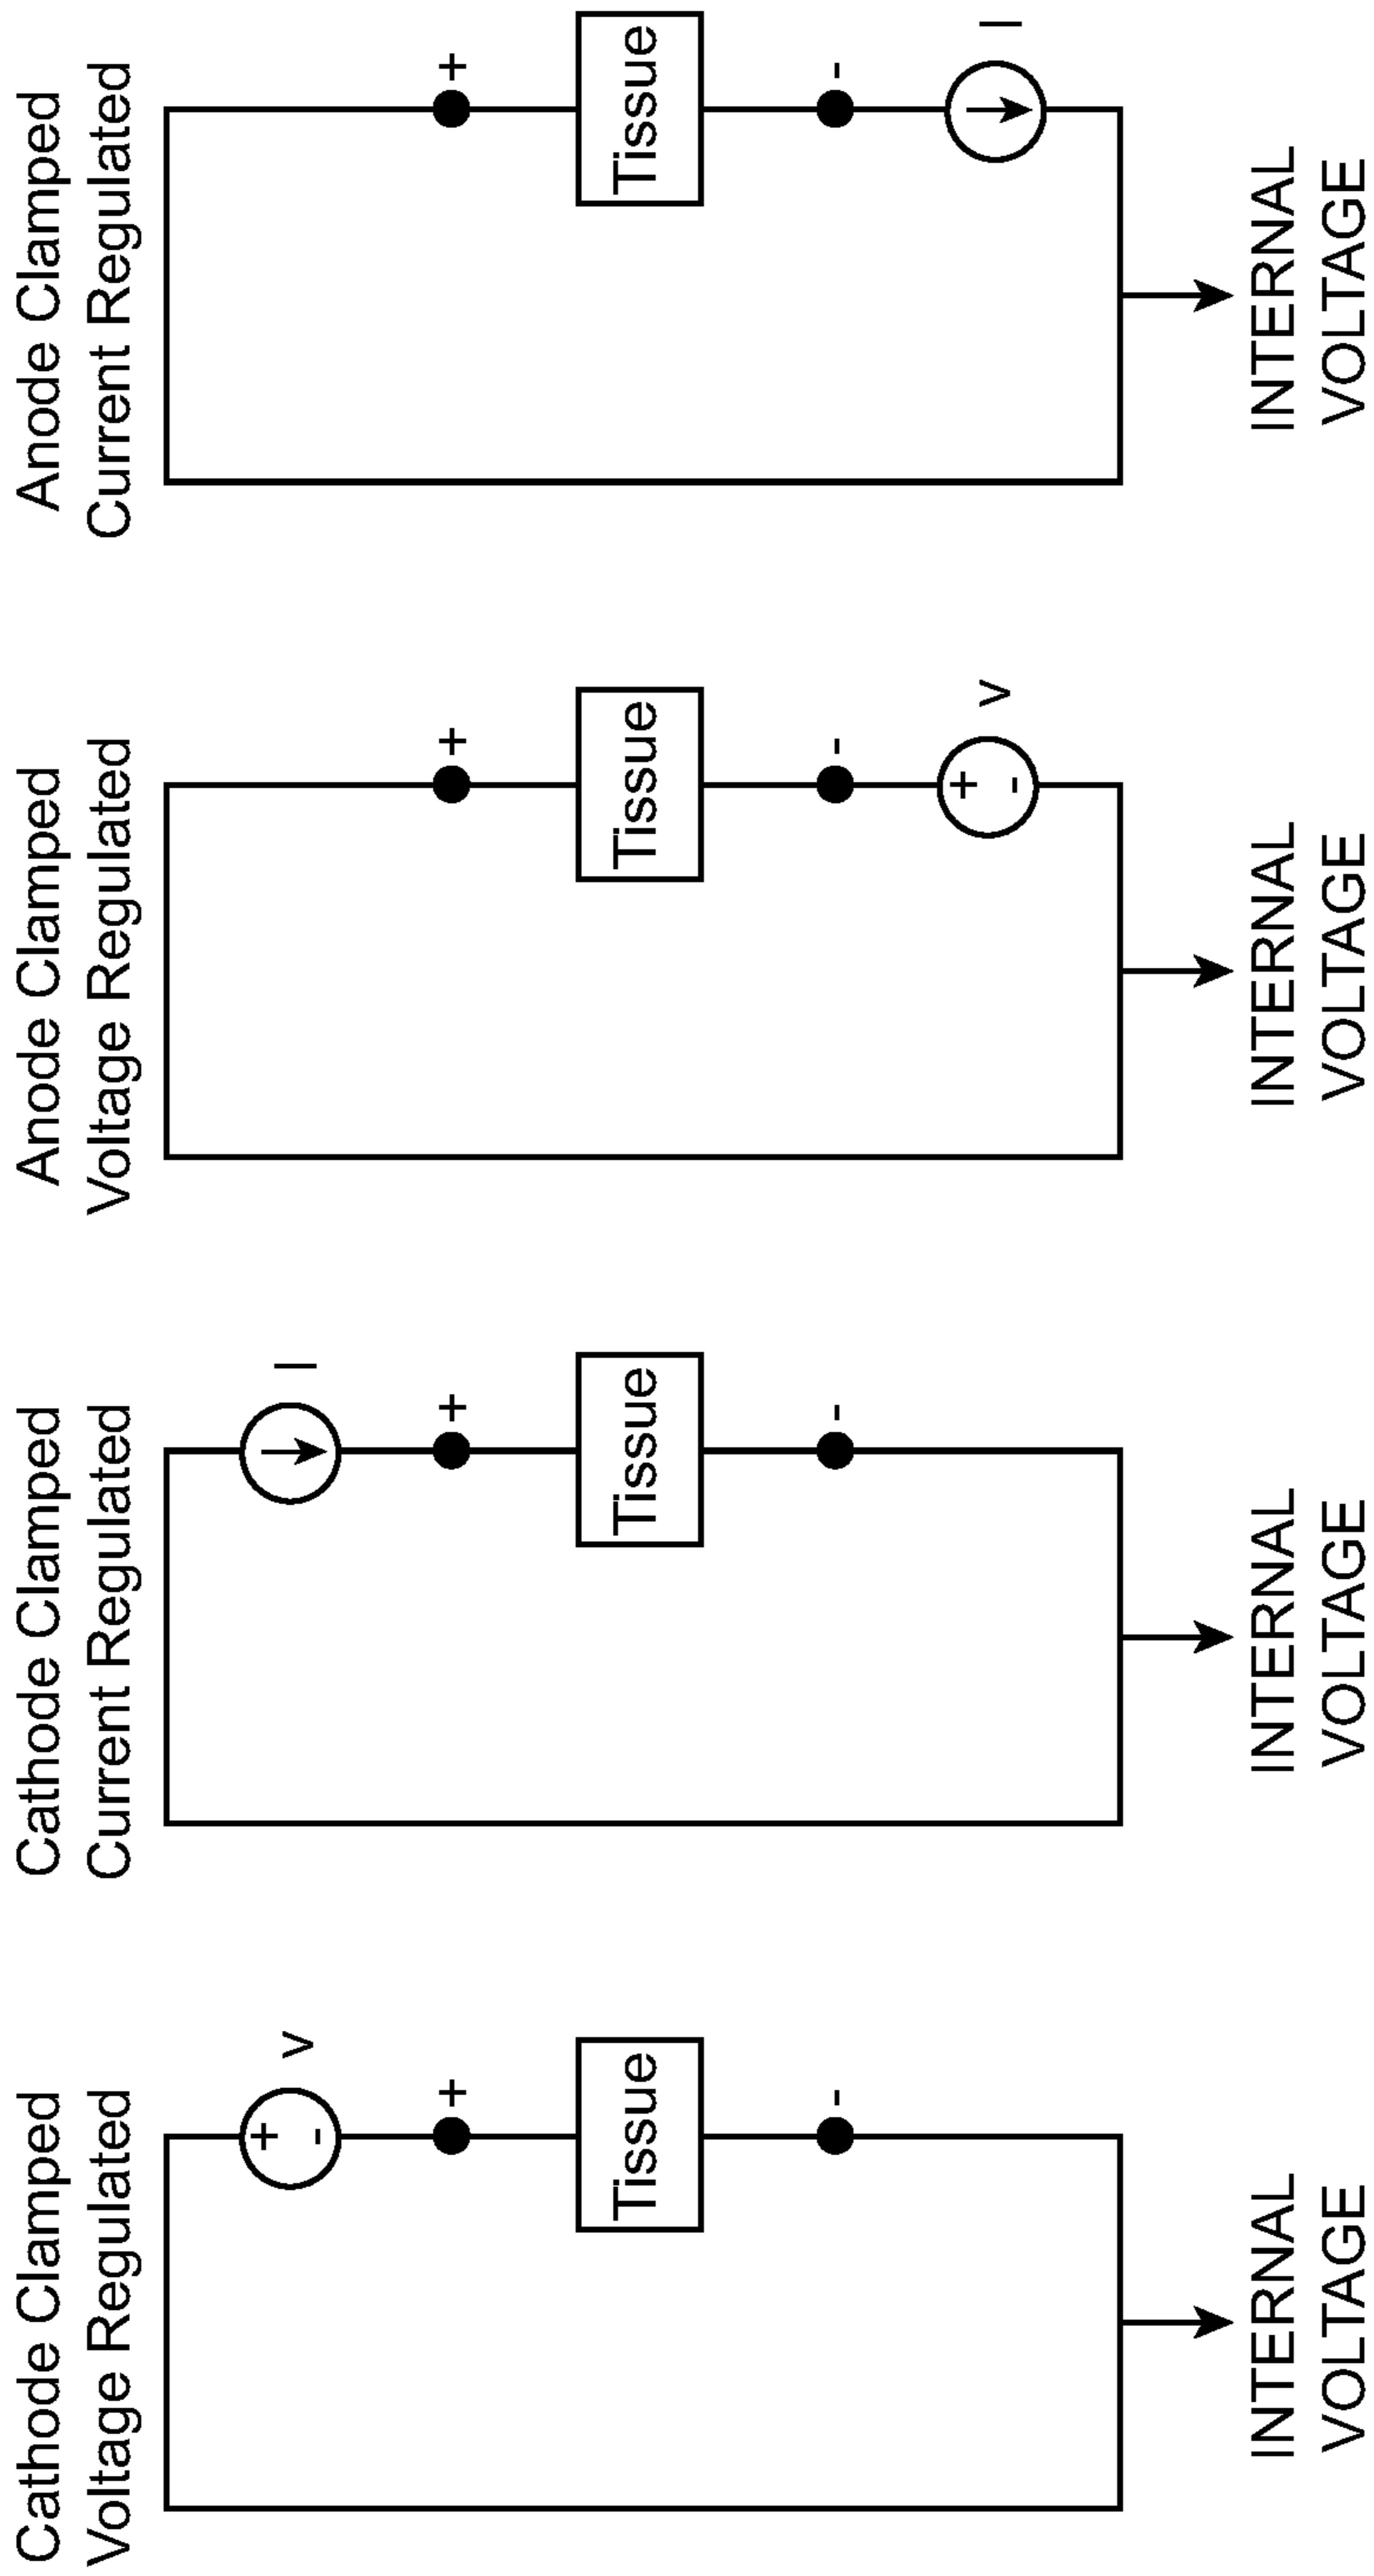 Cathode Clamped
Voltage Regulated
+
-
v
+
Tissue
-
INTERNAL
VOLTAGE
Cathode Clamped
Current Regulated
I
+
Tissue
-
INTERNAL
VOLTAGE
Anode Clamped
Voltage Regulated
+
Tissue
-
+
-
v
INTERNAL
VOLTAGE
Anode Clamped
Current Regulated
+
Tissue
-
I
INTERNAL
VOLTAGE